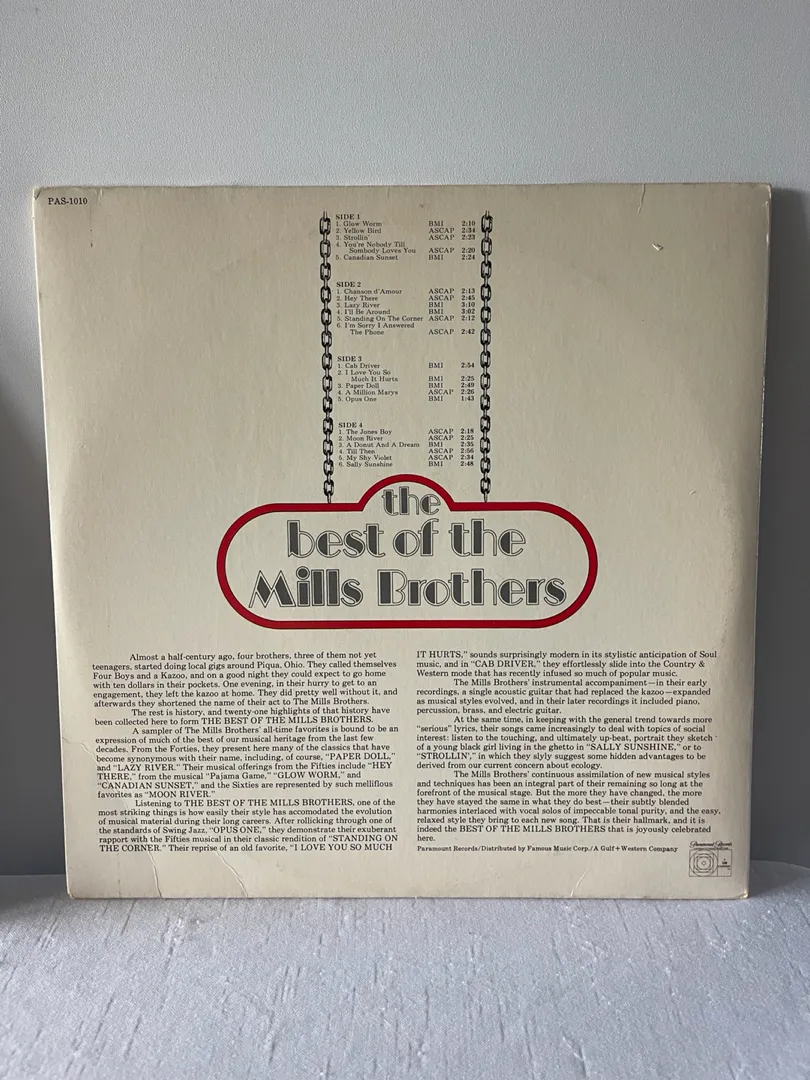 PAS-1010
SIDE 1
1. Glow Worm BMI 2:10
2. Yellow Bird ASCAP 2:34
3. Strollin' ASCAP 2:23
4. You're Nobody Till
Sombody Loves You ASCAP 2:20
5. Canadian Sunset BMI 2:24
SIDE 2
1. Chanson d'Amour ASCAP 2:13
2. Hey There ASCAP 2:45
3. Lazy River BMI 3:10
4. I'll Be Around BMI 3:02
5. Standing On The Corner ASCAP 2:12
6. I'm Sorry I Answered
The Phone ASCAP 2:42
SIDE 3
1. Cab Driver BMI 2:54
2. I Love You So
Much It Hurts BMI 2:25
3. Paper Doll BMI 2:49
4. A Million Marys ASCAP 2:26
5. Opus One BMI 1:43
SIDE 4
1. The Jones Boy ASCAP 2:18
2. Moon River ASCAP 2:25
3. A Donut And A Dream BMI 2:35
4. Till Then ASCAP 2:56
5. My Shy Violet ASCAP 2:34
6. Sally Sunshine BMI 2:48
the
best of the
Mills Brothers
Almost a half-century ago, four brothers, three of them not yet
teenagers, started doing local gigs around Piqua, Ohio. They called themselves
Four Boys and a Kazoo, and on a good night they could expect to go home
with ten dollars in their pockets. One evening, in their hurry to get to an
engagement, they left the kazoo at home. They did pretty well without it, and
afterwards they shortened the name of their act to The Mills Brothers.
The rest is history, and twenty-one highlights of that history have
been collected here to form THE BEST OF THE MILLS BROTHERS.
A sampler of The Mills Brothers' all-time favorites is bound to be an
expression of much of the best of our musical heritage from the last few
decades. From the Forties, they present here many of the classics that have
become synonymous with their name, including, of course, "PAPER DOLL,"
and "LAZY RIVER." Their musical offerings from the Fifties include "HEY
THERE," from the musical "Pajama Game," "GLOW WORM," and
"CANADIAN SUNSET," and the Sixties are represented by such mellifious
favorites as "MOON RIVER."
Listening to THE BEST OF THE MILLS BROTHERS, one of the
most striking things is how easily their style has accomodated the evolution
of musical material during their long careers. After rollicking through one of
the standards of Swing Jazz, "OPUS ONE," they demonstrate their exuberant
rapport with the Fifties musical in their classic rendition of "STANDING ON
THE CORNER." Their reprise of an old favorite, "I LOVE YOU SO MUCH
IT HURTS," sounds surprisingly modern in its stylistic anticipation of Soul
music, and in "CAB DRIVER," they effortlessly slide into the Country &
Western mode that has recently infused so much of popular music.
The Mills Brothers' instrumental accompaniment—in their early
recordings, a single acoustic guitar that had replaced the kazoo—expanded
as musical styles evolved, and in their later recordings it included piano,
percussion, brass, and electric guitar.
At the same time, in keeping with the general trend towards more
"serious" lyrics, their songs came increasingly to deal with topics of social
interest: listen to the touching, and ultimately up-beat, portrait they sketch
of a young black girl living in the ghetto in "SALLY SUNSHINE," or to
"STROLLIN'," in which they slyly suggest some hidden advantages to be
derived from our current concern about ecology.
The Mills Brothers' continuous assimilation of new musical styles
and techniques has been an integral part of their remaining so long at the
forefront of the musical stage. But the more they have changed, the more
they have stayed the same in what they do best—their subtly blended
harmonies interlaced with vocal solos of impeccable tonal purity, and the easy,
relaxed style they bring to each new song. That is their hallmark, and it is
indeed the BEST OF THE MILLS BROTHERS that is joyously celebrated
here.
Paramount Records/Distributed by Famous Music Corp./A Gulf+Western Company
Paramount Records